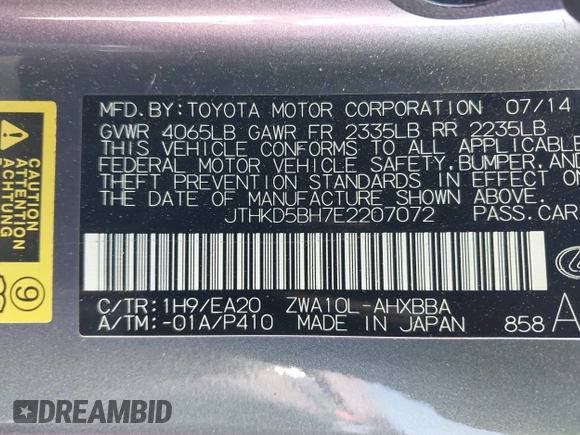 MFD. BY: TOYOTA MOTOR CORPORATION 07/14
GVWR 4065LB GAWR FR 2335LB RR 2235LB
THIS VEHICLE CONFORMS TO ALL APPLICABLE
FEDERAL MOTOR VEHICLE SAFETY, BUMPER, AND
THEFT PREVENTION STANDARDS IN EFFECT ON
THE DATE OF MANUFACTURE SHOWN ABOVE.
JTHKD5BH7E2207072 PASS. CAR
C/TR: 1H9/EA20 ZWA10L-AHXBBA
A/TM: -01A/P410 MADE IN JAPAN 858 A
CAUTION
ATTENTION
ACHTUNG
9
DREAMBID